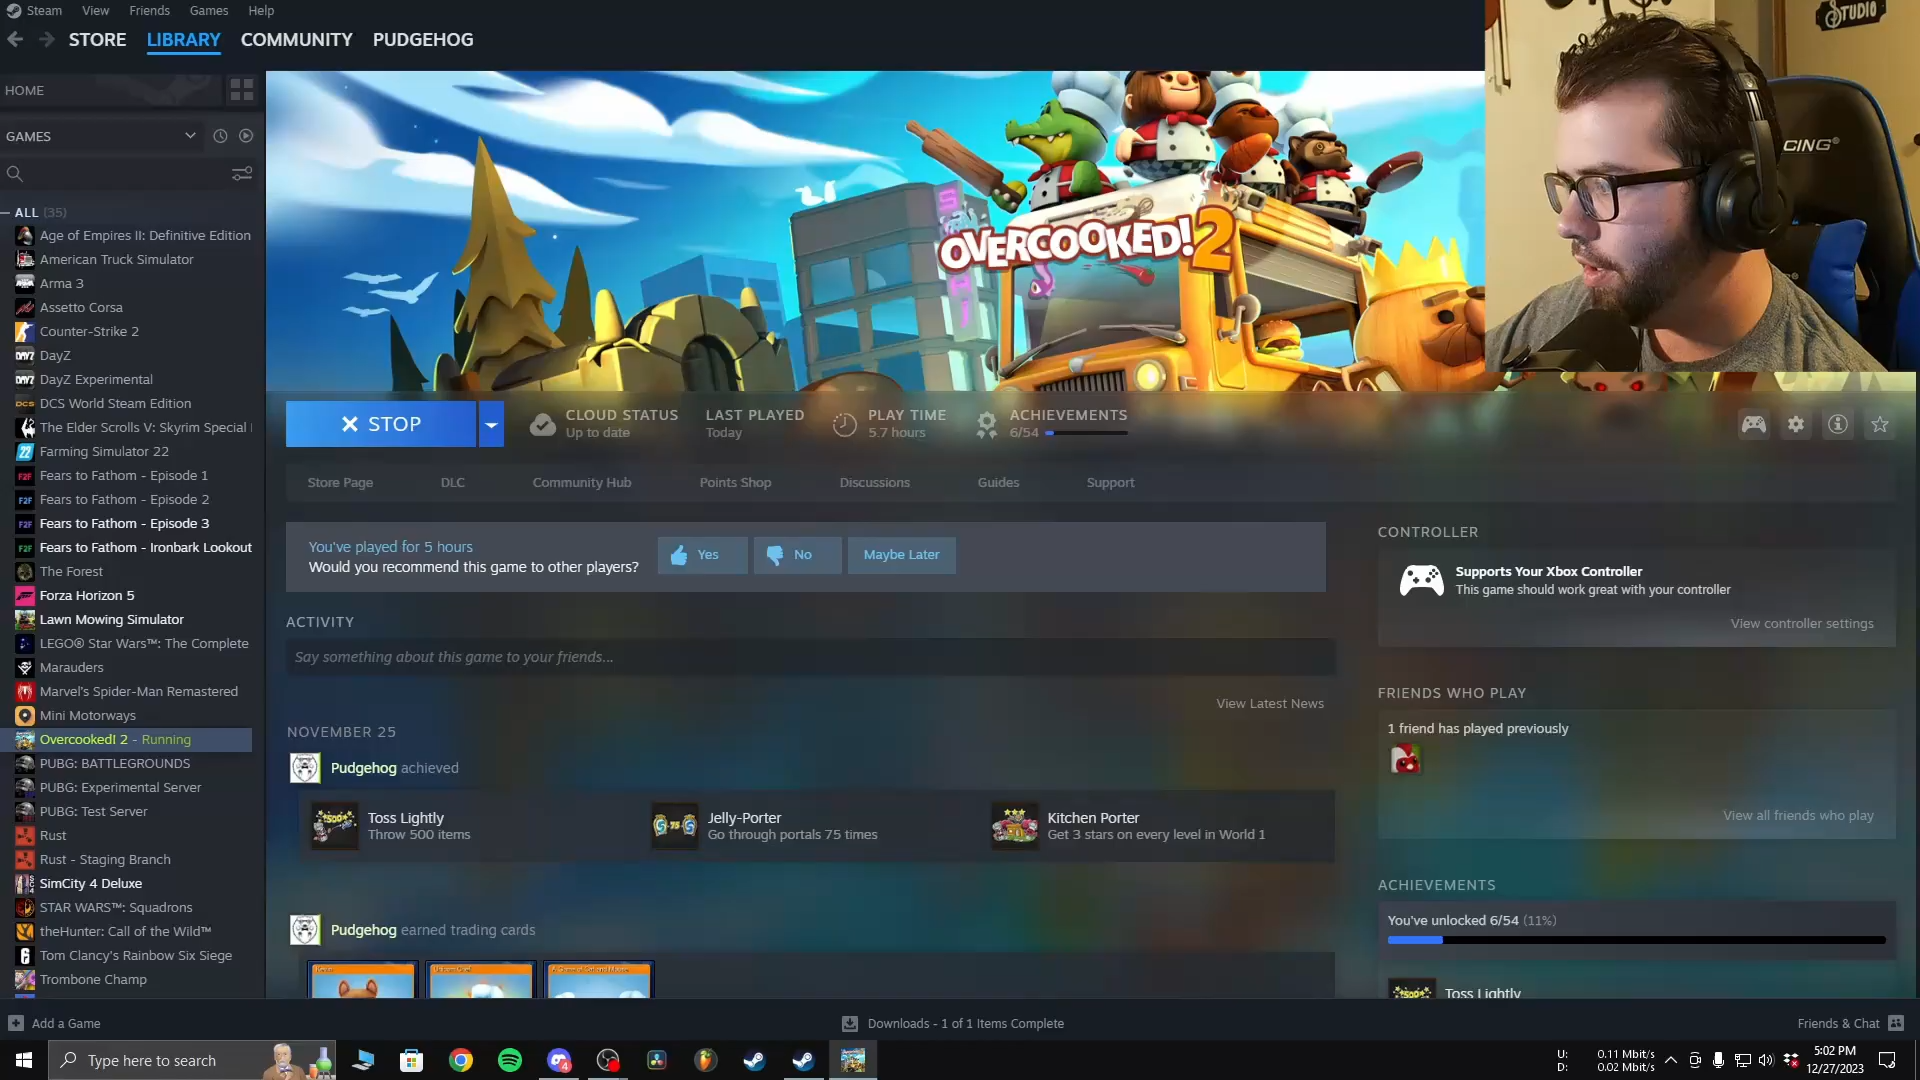 Steam View Friends Games Help
STORE LIBRARY COMMUNITY PUDGEHOG
HOME
GAMES
ALL (35)
Age of Empires II: Definitive Edition
American Truck Simulator
Arma 3
Assetto Corsa
Counter-Strike 2
DayZ
DayZ Experimental
DCS World Steam Edition
The Elder Scrolls V: Skyrim Special
Farming Simulator 22
Fears to Fathom - Episode 1
Fears to Fathom - Episode 2
Fears to Fathom - Episode 3
Fears to Fathom - Ironbark Lookout
The Forest
Forza Horizon 5
Lawn Mowing Simulator
LEGO® Star Wars™: The Complete
Marauders
Marvel's Spider-Man Remastered
Mini Motorways
Overcooked! 2 - Running
PUBG: BATTLEGROUNDS
PUBG: Experimental Server
PUBG: Test Server
Rust
Rust - Staging Branch
SimCity 4 Deluxe
STAR WARS™: Squadrons
theHunter: Call of the Wild™
Tom Clancy's Rainbow Six Siege
Trombone Champ
OVERCOOKED! 2
STUDIO
CING®
STOP
CLOUD STATUS
Up to date
LAST PLAYED
Today
PLAY TIME
5.7 hours
ACHIEVEMENTS
6/54
Store Page DLC Community Hub Points Shop Discussions Guides Support
You've played for 5 hours
Would you recommend this game to other players?
Yes No Maybe Later
ACTIVITY
Say something about this game to your friends...
View Latest News
NOVEMBER 25
Pudgehog achieved
Toss Lightly
Throw 500 items
Jelly-Porter
Go through portals 75 times
Kitchen Porter
Get 3 stars on every level in World 1
Pudgehog earned trading cards
CONTROLLER
Supports Your Xbox Controller
This game should work great with your controller
View controller settings
FRIENDS WHO PLAY
1 friend has played previously
View all friends who play
ACHIEVEMENTS
You've unlocked 6/54 (11%)
Toss Lightly
Add a Game
Downloads - 1 of 1 Items Complete
Friends & Chat
Type here to search
4
U: 0.11 Mbit/s
D: 0.02 Mbit/s
5:02 PM
12/27/2023